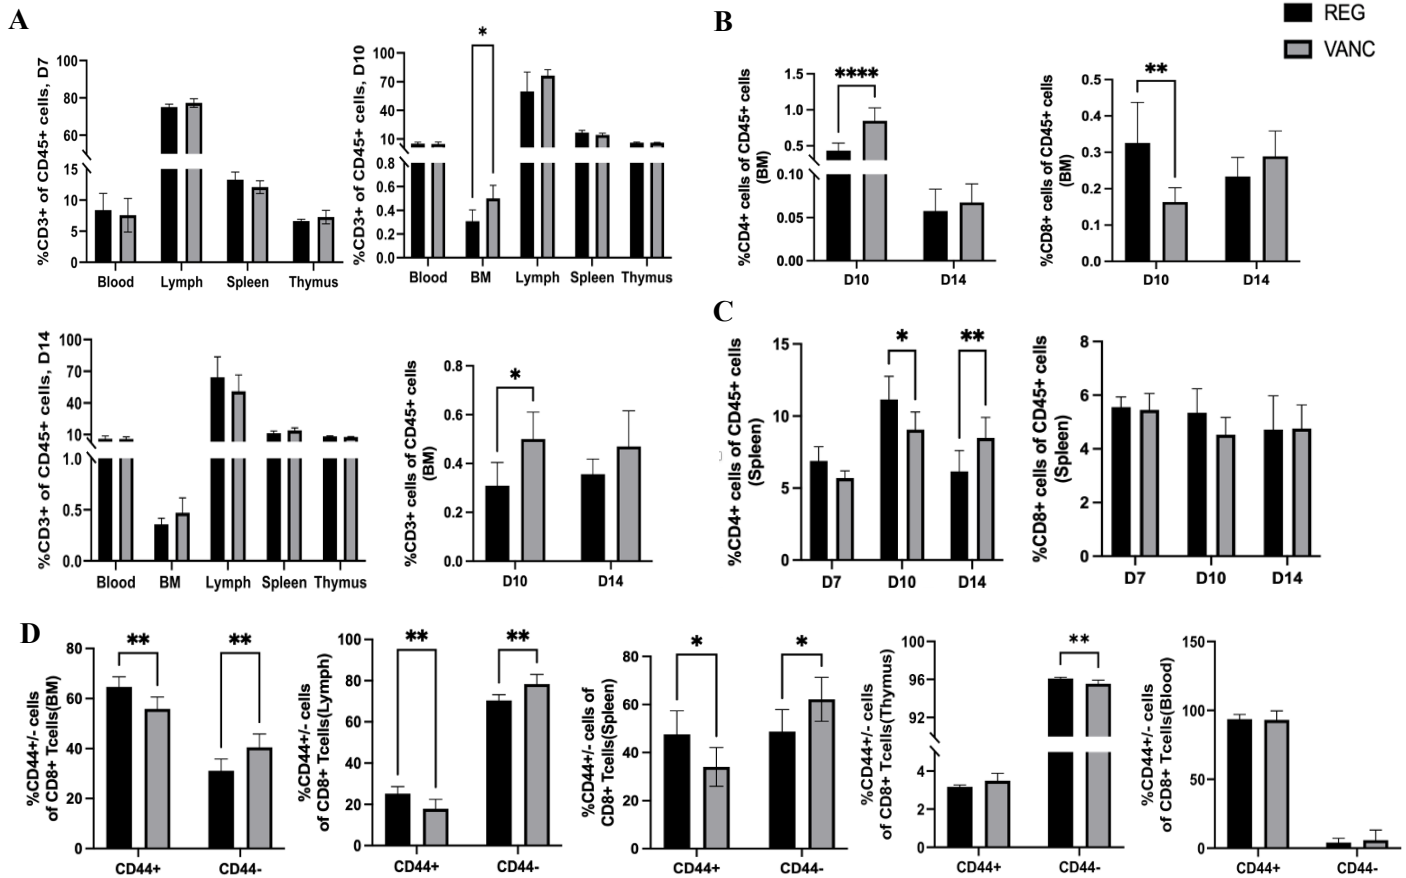 A
%CD3+ of CD45+ cells, D7
100
80
60
15
10
5
0
Blood Lymph Spleen Thymus
%CD3+ of CD45+ cells, D10
100
70
40
10
0.8
0.6
0.4
0.2
0.0
*
Blood BM Lymph Spleen Thymus
B
REG
VANC
%CD4+ cells of CD45+ cells
(BM)
1.5
1.0
0.5
0.10
0.05
0.00
****
D10 D14
%CD8+ cells of CD45+ cells
(BM)
0.5
0.4
0.3
0.2
0.1
0.0
**
D10 D14
%CD3+ of CD45+ cells, D14
100
70
40
10
1.0
0.5
0.0
Blood BM Lymph Spleen Thymus
%CD3+ cells of CD45+ cells
(BM)
0.8
0.6
0.4
0.2
0.0
*
D10 D14
C
%CD4+ cells of CD45+ cells
(Spleen)
15
10
5
0
* **
D7 D10 D14
%CD8+ cells of CD45+ cells
(Spleen)
8
6
4
2
0
D7 D10 D14
D
%CD44+/- cells
of CD8+ Tcells(BM)
80
60
40
20
0
** **
CD44+ CD44-
%CD44+/- cells
of CD8+ Tcells(Lymph)
100
80
60
40
20
0
** **
CD44+ CD44-
%CD44+/- cells of
CD8+ Tcells(Spleen)
80
60
40
20
0
* *
CD44+ CD44-
%CD44+/- cells
of CD8+ Tcells(Thymus)
100
96
92
4
2
0
**
CD44+ CD44-
%CD44+/- cells
of CD8+ Tcells(Blood)
150
100
50
0
CD44+ CD44-